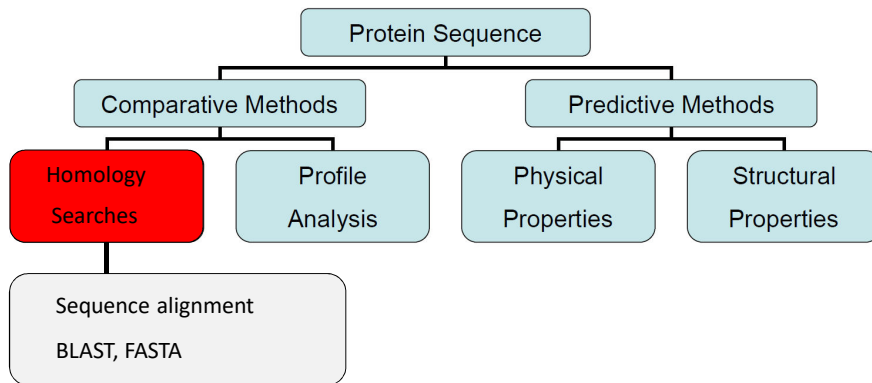 Protein Sequence
Comparative Methods
Predictive Methods
Homology
Searches
Profile
Analysis
Physical
Properties
Structural
Properties
Sequence alignment
BLAST, FASTA